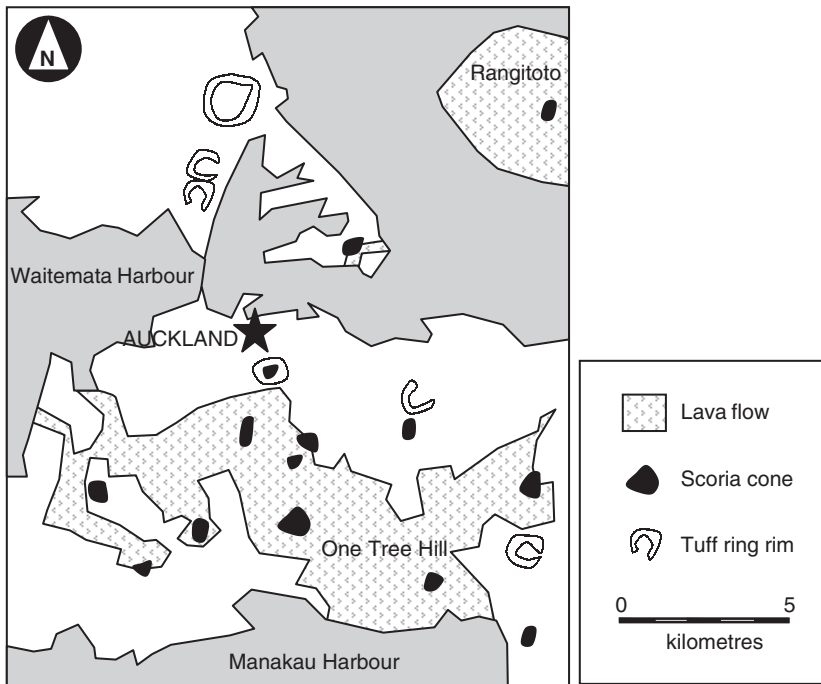 N
Rangitoto
Waitemata Harbour
AUCKLAND
One Tree Hill
Manakau Harbour
Lava flow
Scoria cone
Tuff ring rim
0 5
kilometres